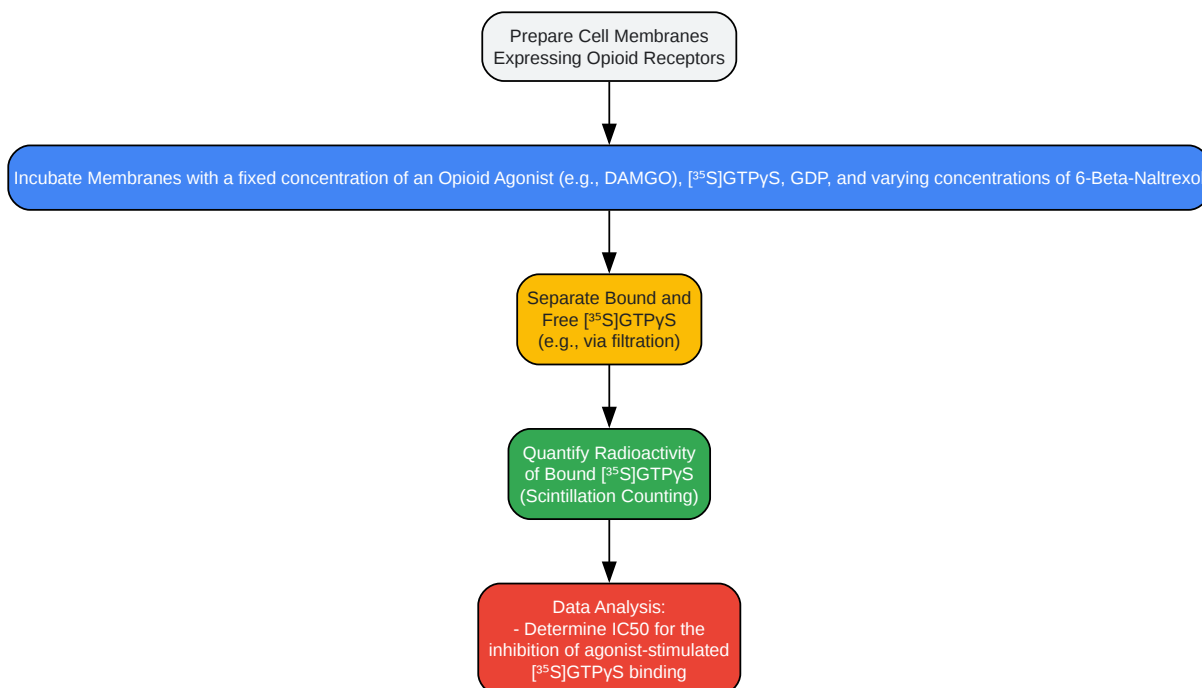 Prepare Cell Membranes
Expressing Opioid Receptors
Incubate Membranes with a fixed concentration of an Opioid Agonist (e.g., DAMGO), [³⁵S]GTPγS, GDP, and varying concentrations of 6-Beta-Naltrexol
Separate Bound and
Free [³⁵S]GTPγS
(e.g., via filtration)
Quantify Radioactivity
of Bound [³⁵S]GTPγS
(Scintillation Counting)
Data Analysis:
- Determine IC50 for the
inhibition of agonist-stimulated
[³⁵S]GTPγS binding